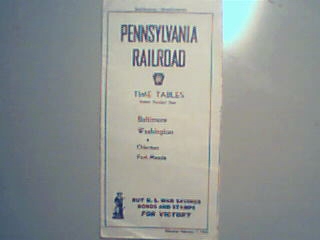 PENNSYLVANIA
RAILROAD
TIME TABLES
Baltimore
Washington
Odenton
Fort Meade
BUY U. S. WAR SAVINGS
BONDS AND STAMPS
FOR VICTORY